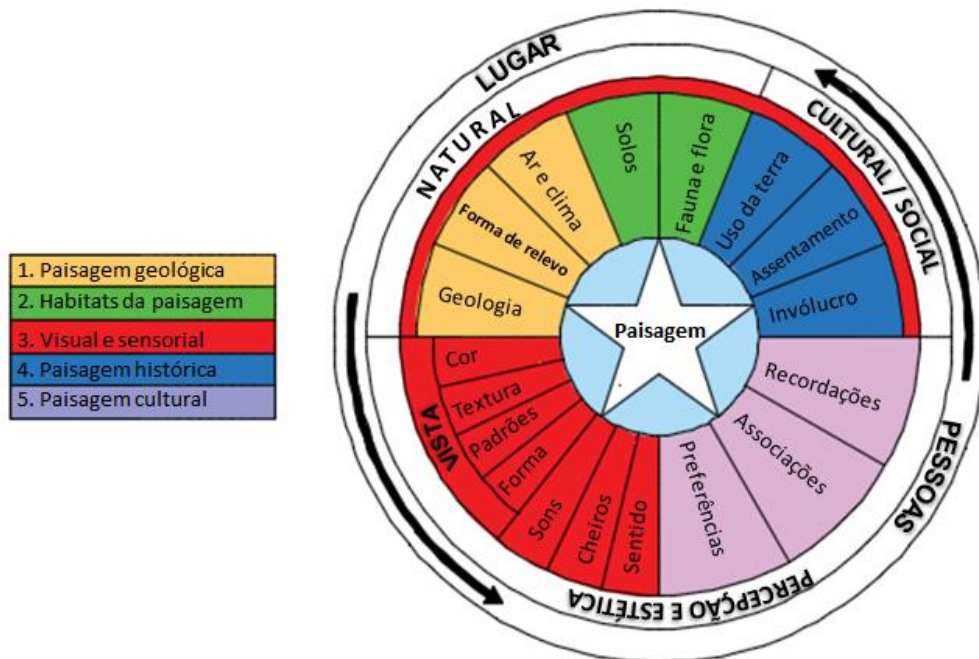 1. Paisagem geológica
2. Habitats da paisagem
3. Visual e sensorial
4. Paisagem histórica
5. Paisagem cultural
LUGAR
NATURAL
CULTURAL / SOCIAL
Geologia
Forma de relevo
Ar e clima
Solos
Fauna e flora
Uso da terra
Assentamento
Invólucro
Paisagem
Recordações
Associações
Preferências
Sentido
Cheiros
Sons
Forma
Padrões
Textura
Cor
VISTA
PERCEPÇÃO E ESTÉTICA
PESSOAS